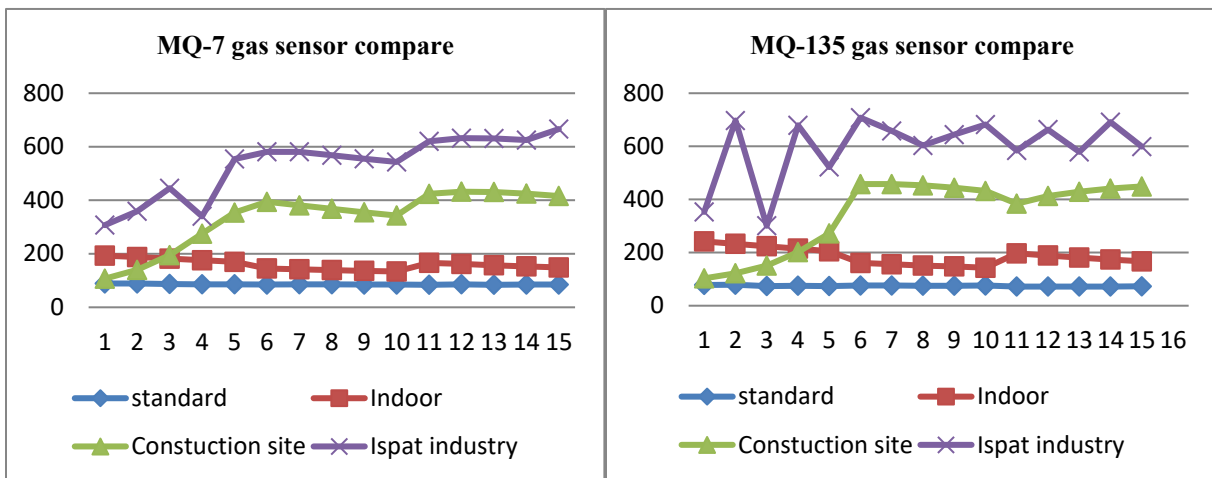 MQ-7 gas sensor compare
800
600
400
200
0
1 2 3 4 5 6 7 8 9 10 11 12 13 14 15
standard Indoor
Constuction site Ispat industry
MQ-135 gas sensor compare
800
600
400
200
0
1 2 3 4 5 6 7 8 9 10 11 12 13 14 15 16
standard Indoor
Constuction site Ispat industry